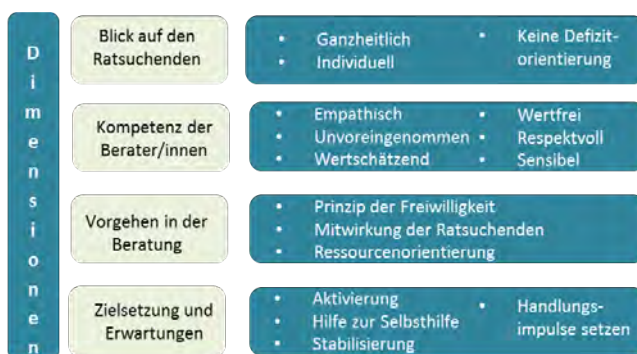 Dimensionen
Blick auf den
Ratsuchenden
• Ganzheitlich
• Individuell
• Keine Defizit-
orientierung
Kompetenz der
Berater/innen
• Empathisch
• Unvoreingenommen
• Wertschätzend
• Wertfrei
• Respektvoll
• Sensibel
Vorgehen in der
Beratung
• Prinzip der Freiwilligkeit
• Mitwirkung der Ratsuchenden
• Ressourcenorientierung
Zielsetzung und
Erwartungen
• Aktivierung
• Hilfe zur Selbsthilfe
• Stabilisierung
• Handlungs-
impulse setzen